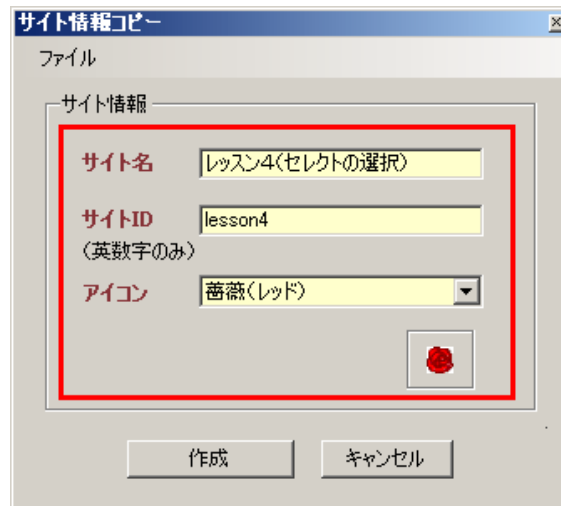 サイト情報コピー
ファイル
サイト情報
サイト名 レッスン4(セレクトの選択)
サイトID lesson4
(英数字のみ)
アイコン 薔薇(レッド)
作成 キャンセル